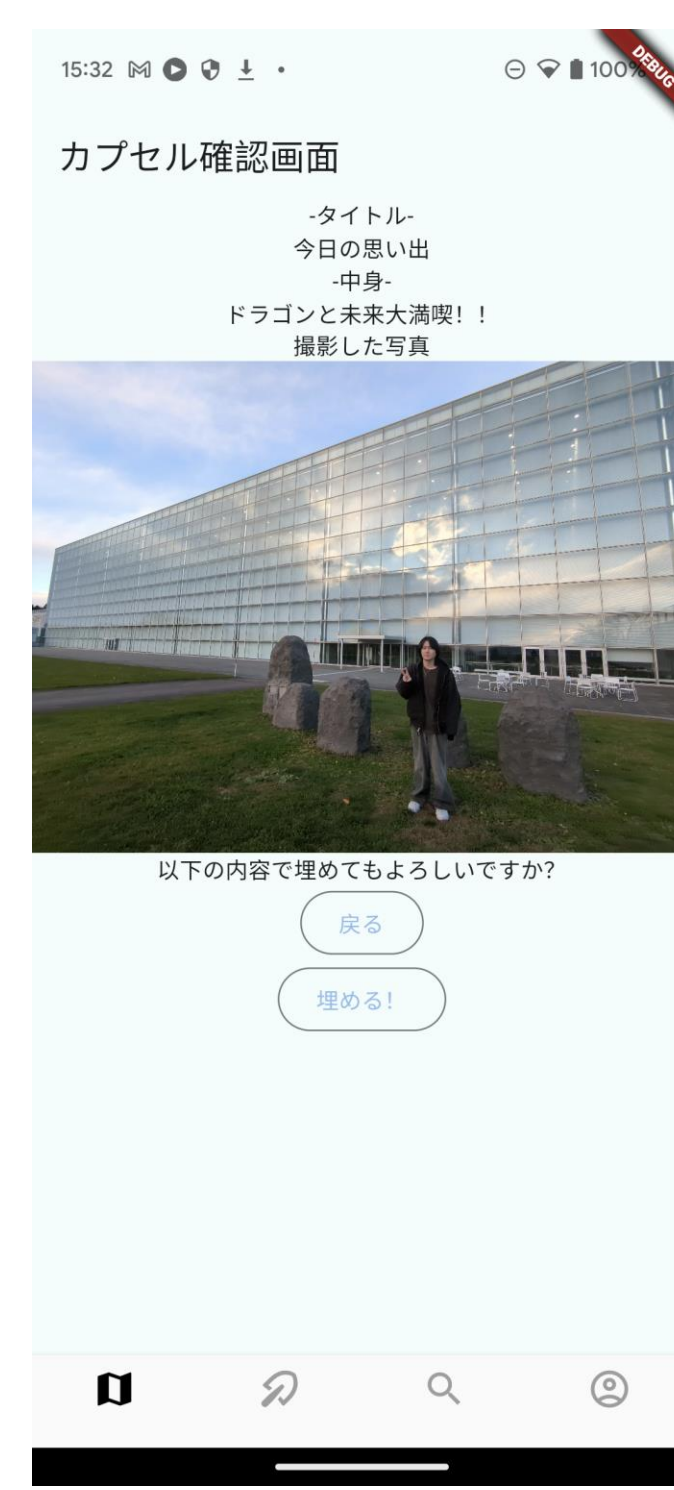 15:32
100%
DEBUG
カプセル確認画面
-タイトル-
今日の思い出
-中身-
ドラゴンと未来大満喫！！
撮影した写真
以下の内容で埋めてもよろしいですか？
戻る
埋める！